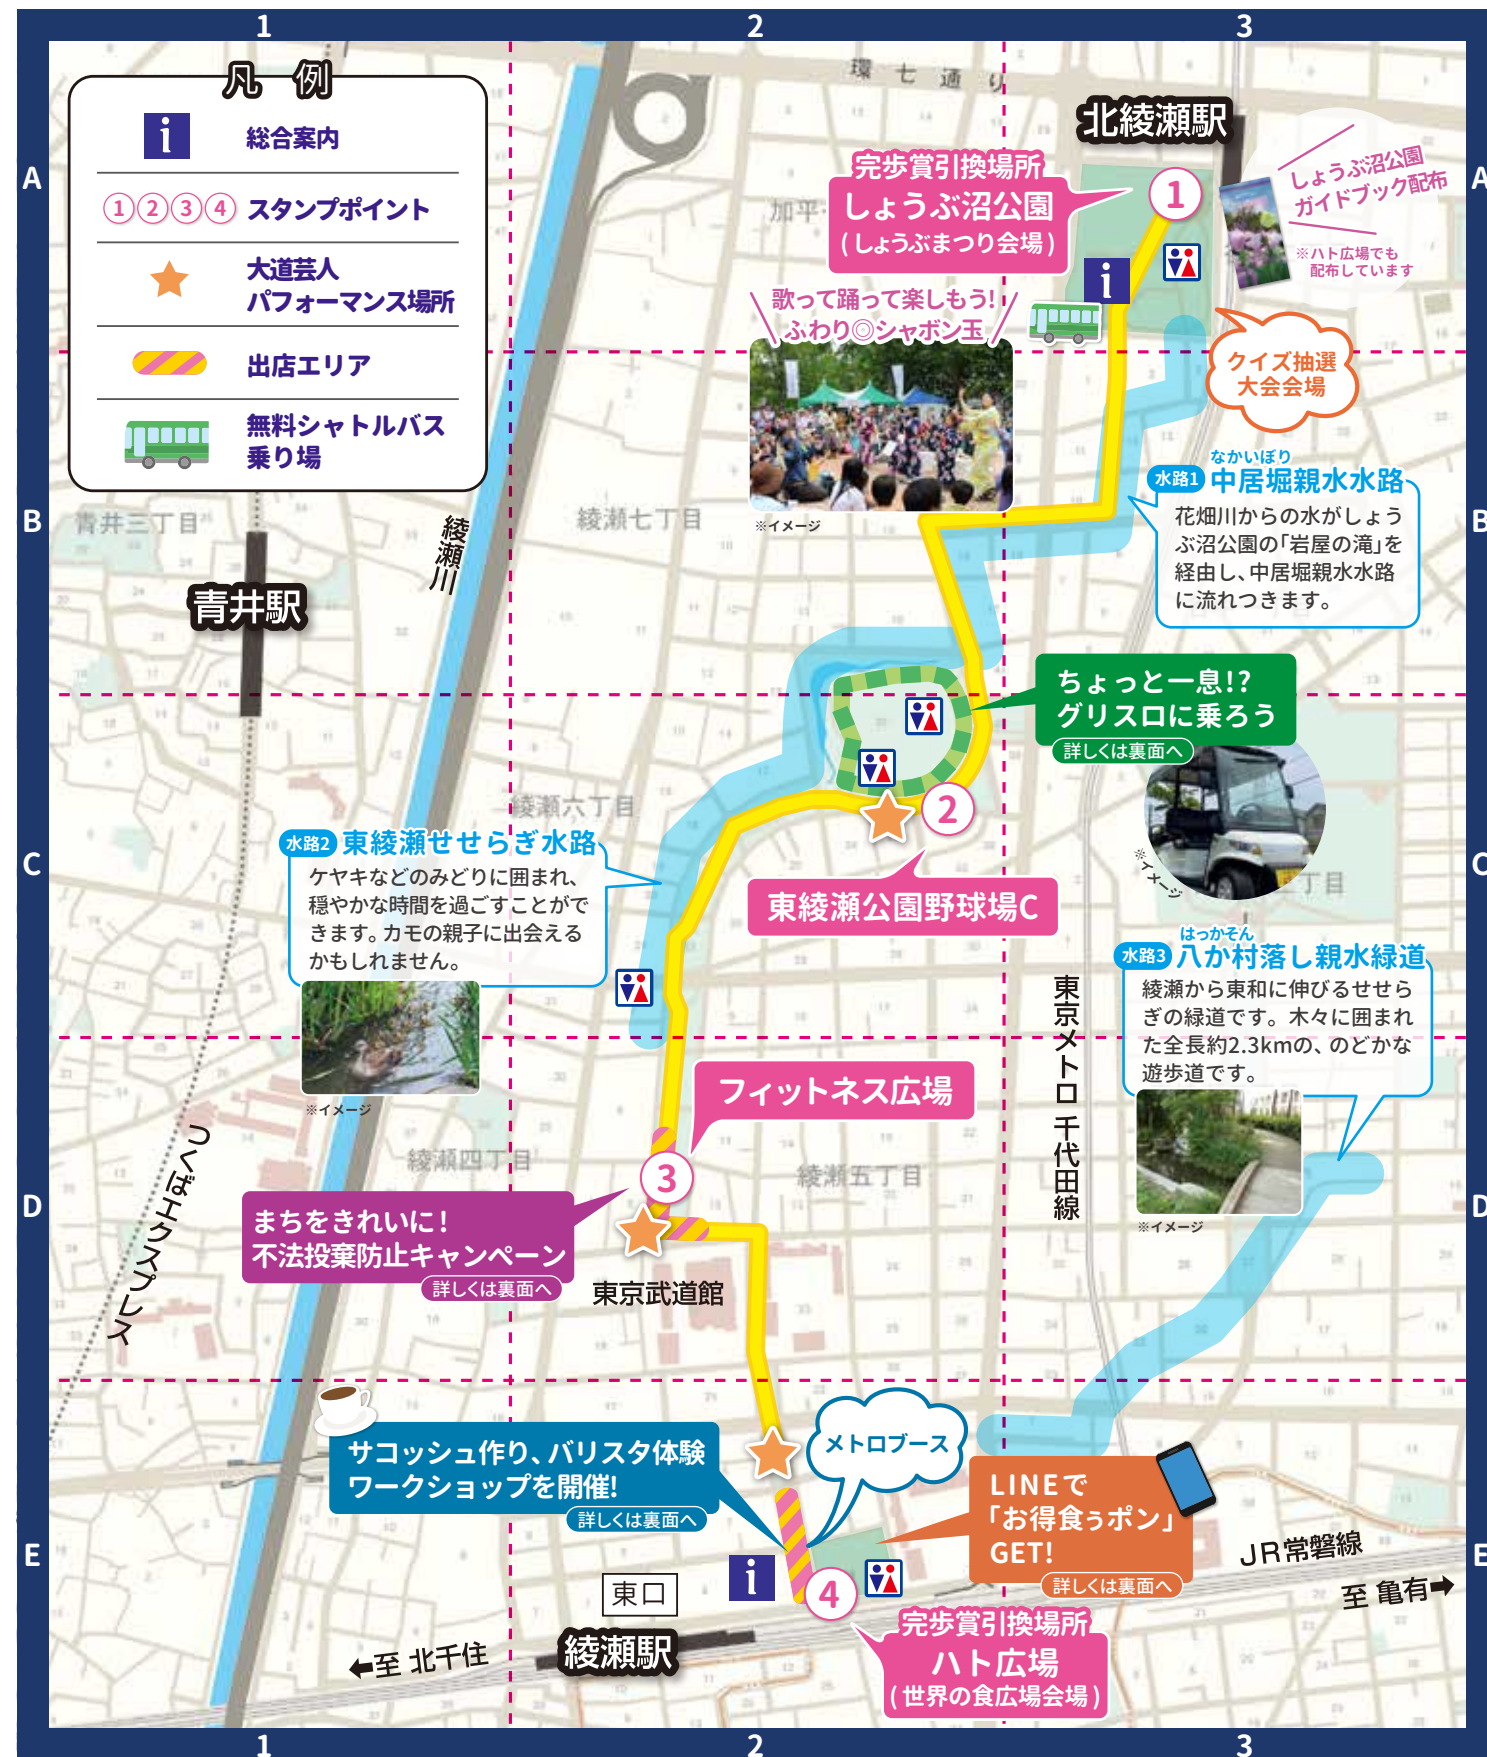 1
2
3
A
B
C
D
E
凡 例
i
総合案内
①②③④
スタンプポイント
大道芸人
パフォーマンス場所
出店エリア
無料シャトルバス
乗り場
環七通り
北綾瀬駅
完歩賞引換場所
しょうぶ沼公園
(しょうぶまつり会場)
1
しょうぶ沼公園
ガイドブック配布
※ハト広場でも
配布しています
i
加平
歌って踊って楽しもう!
ふわり◎シャボン玉
※イメージ
クイズ抽選
大会会場
なかいぼり
水路1 中居堀親水水路
花畑川からの水がしょう
ぶ沼公園の「岩屋の滝」を
経由し、中居堀親水水路
に流れつきます。
青井三丁目
綾瀬川
綾瀬七丁目
青井駅
ちょっと一息!?
グリスロに乗ろう
詳しくは裏面へ
※イメージ
丁目
2
東綾瀬公園野球場C
綾瀬六丁目
水路2 東綾瀬せせらぎ水路
ケヤキなどのみどりに囲まれ、
穏やかな時間を過ごすことがで
きます。カモの親子に出会える
かもしれません。
※イメージ
はっかそん
水路3 八か村落し親水緑道
綾瀬から東和に伸びるせせら
ぎの緑道です。木々に囲まれ
た全長約2.3kmの、のどかな
遊歩道です。
※イメージ
東京メトロ 千代田線
フィットネス広場
3
綾瀬四丁目
綾瀬五丁目
まちをきれいに!
不法投棄防止キャンペーン
詳しくは裏面へ
東京武道館
つくばエクスプレス
サコッシュ作り、バリスタ体験
ワークショップを開催!
詳しくは裏面へ
メトロブース
LINEで
「お得食ぅポン」
GET!
詳しくは裏面へ
JR常磐線
至 亀有➡
i
4
東口
綾瀬駅
⬅至 北千住
完歩賞引換場所
ハト広場
(世界の食広場会場)
A
B
C
D
E
1
2
3